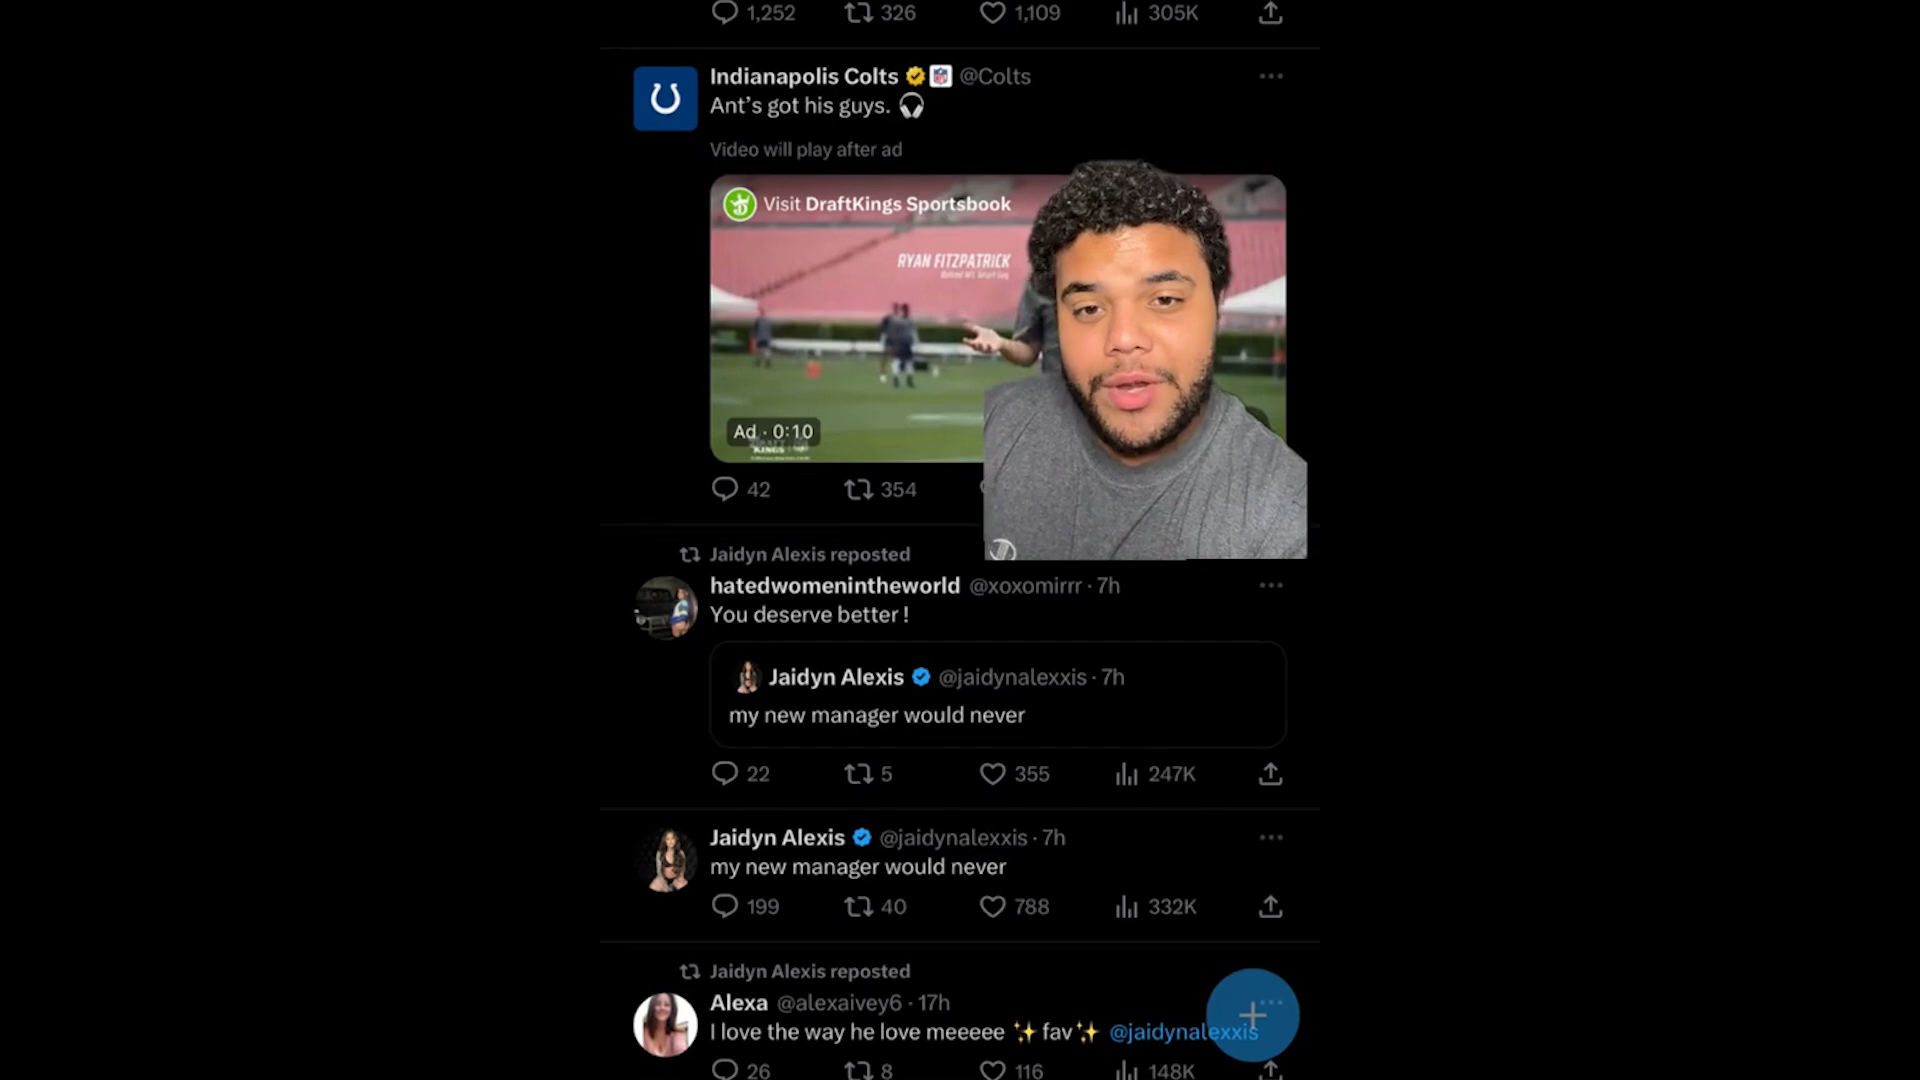 1,252 326 1,109 305K
Indianapolis Colts @Colts
Ant’s got his guys.
Video will play after ad
Visit DraftKings Sportsbook
RYAN FITZPATRICK
Ad · 0:10
KINGS
42 354
Jaidyn Alexis reposted
hatedwomenintheworld @xoxomirrr · 7h
You deserve better !
Jaidyn Alexis @jaidynalexxis · 7h
my new manager would never
22 5 355 247K
Jaidyn Alexis @jaidynalexxis · 7h
my new manager would never
199 40 788 332K
Jaidyn Alexis reposted
Alexa @alexaivey6 · 17h
I love the way he love meeeee ✨ fav✨ @jaidynalexxis
26 8 116 148K